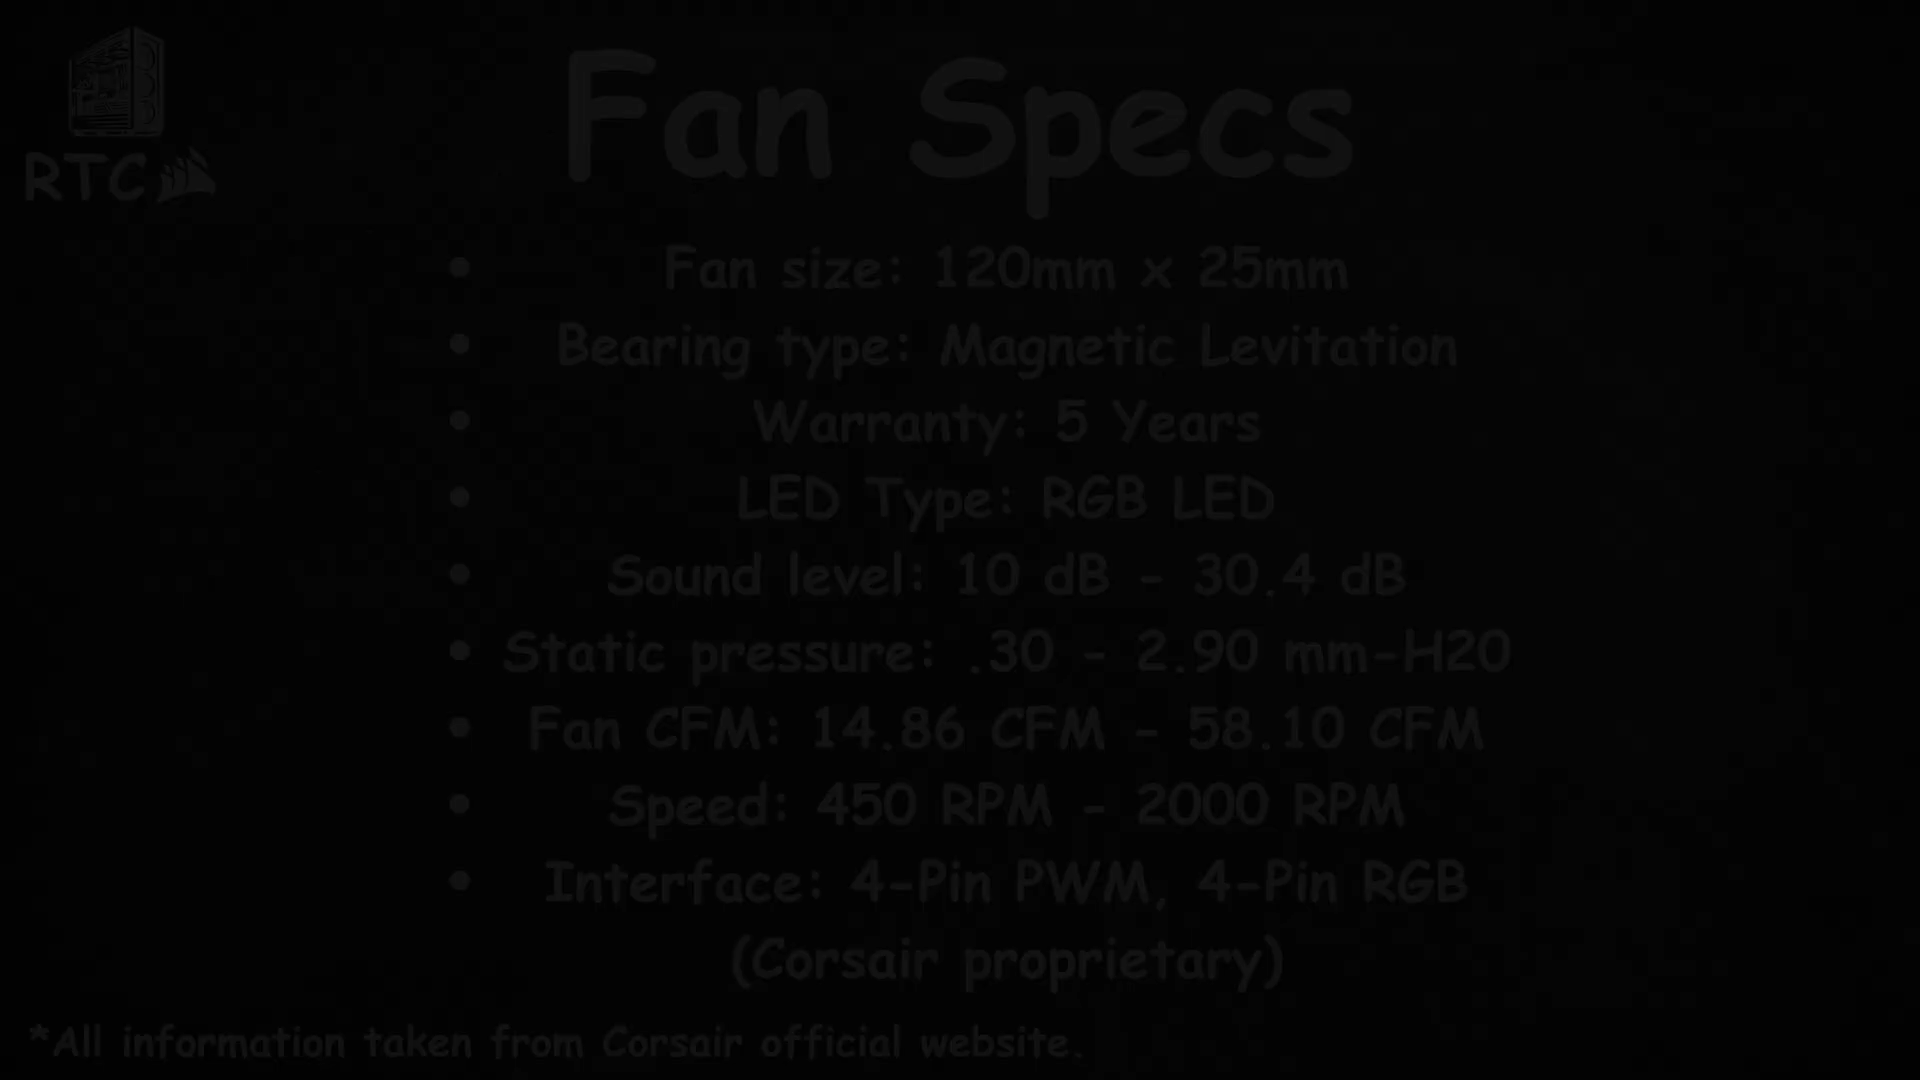 Fan Specs
RTC
• Fan size: 120mm x 25mm
• Bearing type: Magnetic Levitation
• Warranty: 5 Years
• LED Type: RGB LED
• Sound level: 10 dB - 30.4 dB
• Static pressure: .30 - 2.90 mm-H20
• Fan CFM: 14.86 CFM - 58.10 CFM
• Speed: 450 RPM - 2000 RPM
• Interface: 4-Pin PWM, 4-Pin RGB
(Corsair proprietary)
*All information taken from Corsair official website.